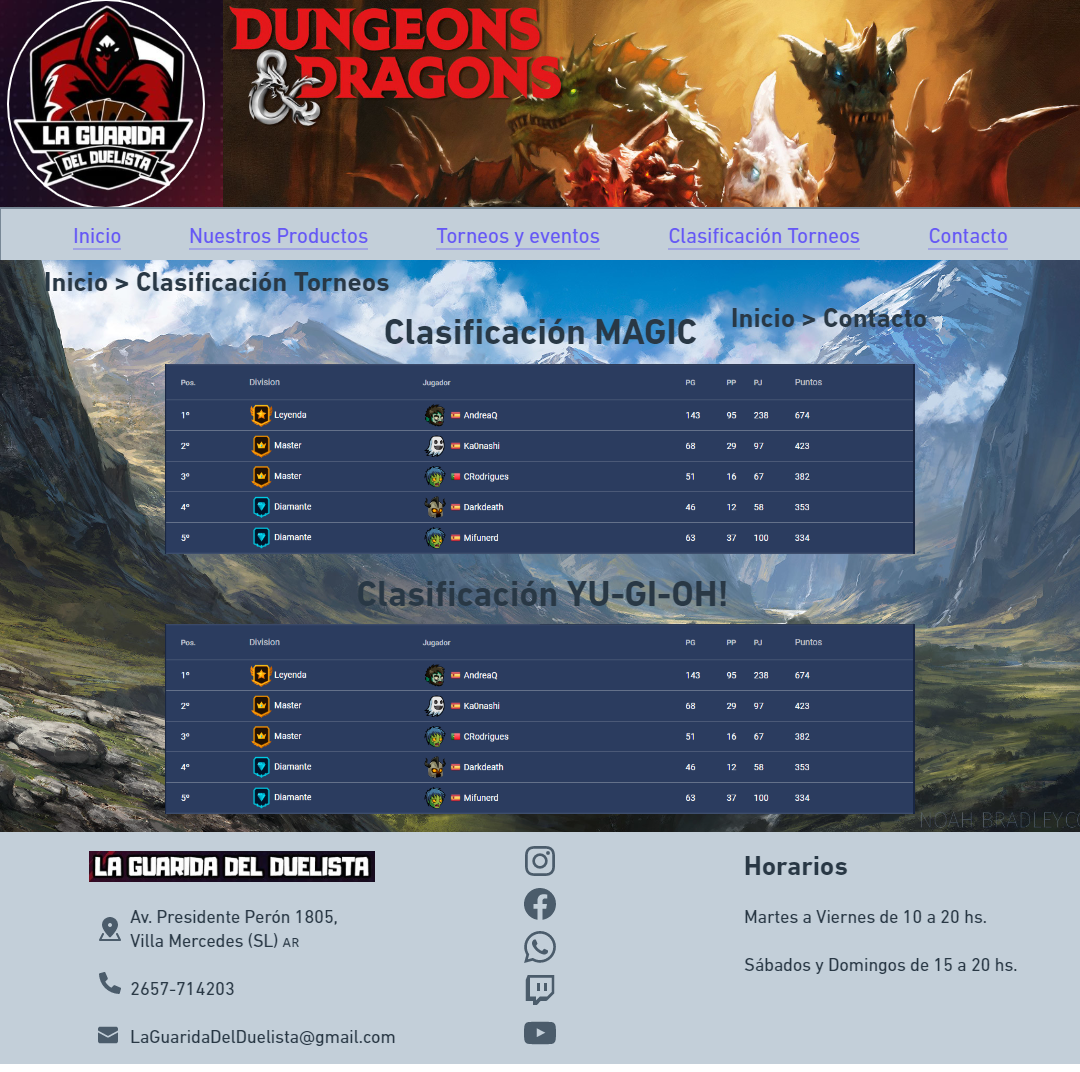 DUNGEONS
& DRAGONS
LA GUARIDA
DEL DUELISTA
Inicio Nuestros Productos Torneos y eventos Clasificación Torneos Contacto
Inicio > Clasificación Torneos
Inicio > Contacto
Clasificación MAGIC
Pos. Division Jugador PG PP PJ Puntos
1º Leyenda AndreaQ 143 95 238 674
2º Master Ka0nashi 68 29 97 423
3º Master CRodrigues 51 16 67 382
4º Diamante Darkdeath 46 12 58 353
5º Diamante Mifunerd 63 37 100 334
Clasificación YU-GI-OH!
Pos. Division Jugador PG PP PJ Puntos
1º Leyenda AndreaQ 143 95 238 674
2º Master Ka0nashi 68 29 97 423
3º Master CRodrigues 51 16 67 382
4º Diamante Darkdeath 46 12 58 353
5º Diamante Mifunerd 63 37 100 334
NOAH BRADLEY.CO
LA GUARIDA DEL DUELISTA
Av. Presidente Perón 1805,
Villa Mercedes (SL) AR
2657-714203
LaGuaridaDelDuelista@gmail.com
Horarios
Martes a Viernes de 10 a 20 hs.
Sábados y Domingos de 15 a 20 hs.